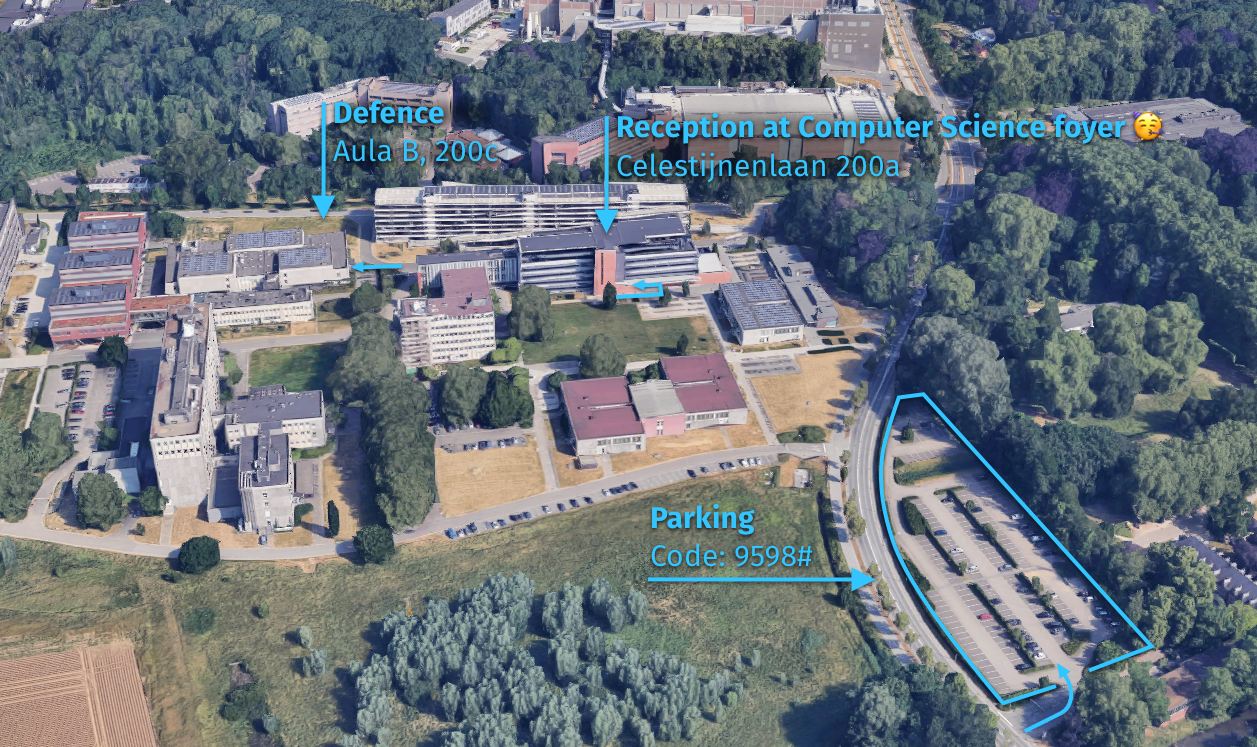 Defence
Aula B, 200c
Reception at Computer Science foyer 🥳
Celestijnenlaan 200a
Parking
Code: 9598#